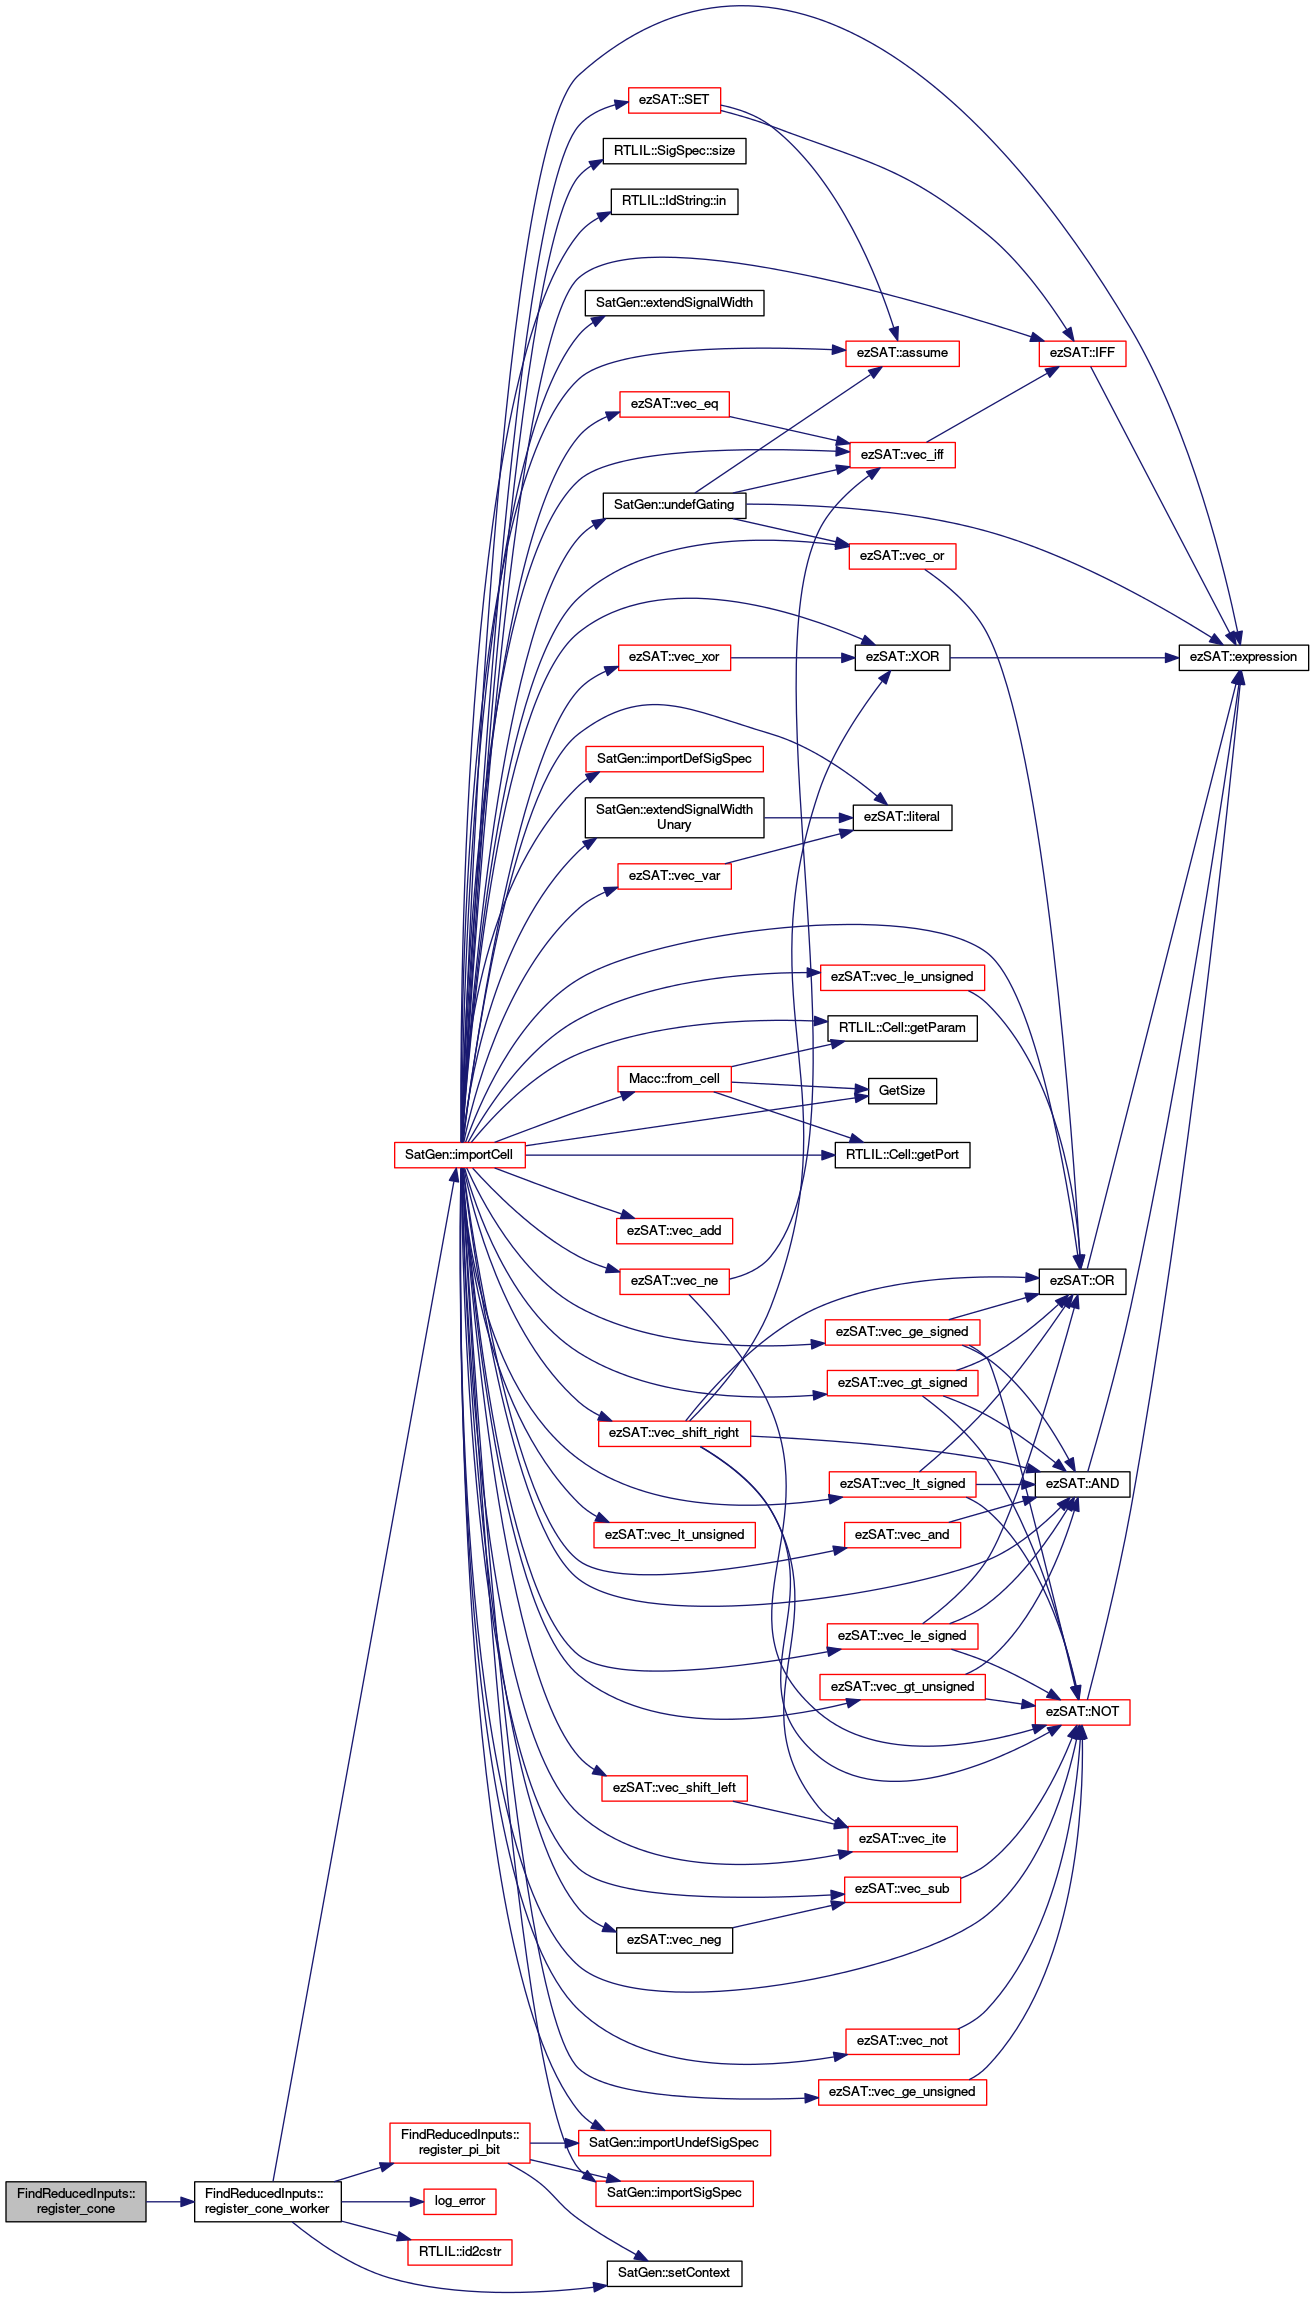 ezSAT::SET
RTLIL::SigSpec::size
RTLIL::IdString::in
SatGen::extendSignalWidth
ezSAT::assume
ezSAT::IFF
ezSAT::vec_eq
ezSAT::vec_iff
SatGen::undefGating
ezSAT::vec_or
ezSAT::vec_xor
ezSAT::XOR
ezSAT::expression
SatGen::importDefSigSpec
SatGen::extendSignalWidth
Unary
ezSAT::literal
ezSAT::vec_var
ezSAT::vec_le_unsigned
RTLIL::Cell::getParam
Macc::from_cell
GetSize
SatGen::importCell
RTLIL::Cell::getPort
ezSAT::vec_add
ezSAT::vec_ne
ezSAT::OR
ezSAT::vec_ge_signed
ezSAT::vec_gt_signed
ezSAT::vec_shift_right
ezSAT::vec_lt_signed
ezSAT::AND
ezSAT::vec_lt_unsigned
ezSAT::vec_and
ezSAT::vec_le_signed
ezSAT::vec_gt_unsigned
ezSAT::NOT
ezSAT::vec_shift_left
ezSAT::vec_ite
ezSAT::vec_sub
ezSAT::vec_neg
ezSAT::vec_not
ezSAT::vec_ge_unsigned
FindReducedInputs::
register_pi_bit
SatGen::importUndefSigSpec
SatGen::importSigSpec
FindReducedInputs::
register_cone
FindReducedInputs::
register_cone_worker
log_error
RTLIL::id2cstr
SatGen::setContext